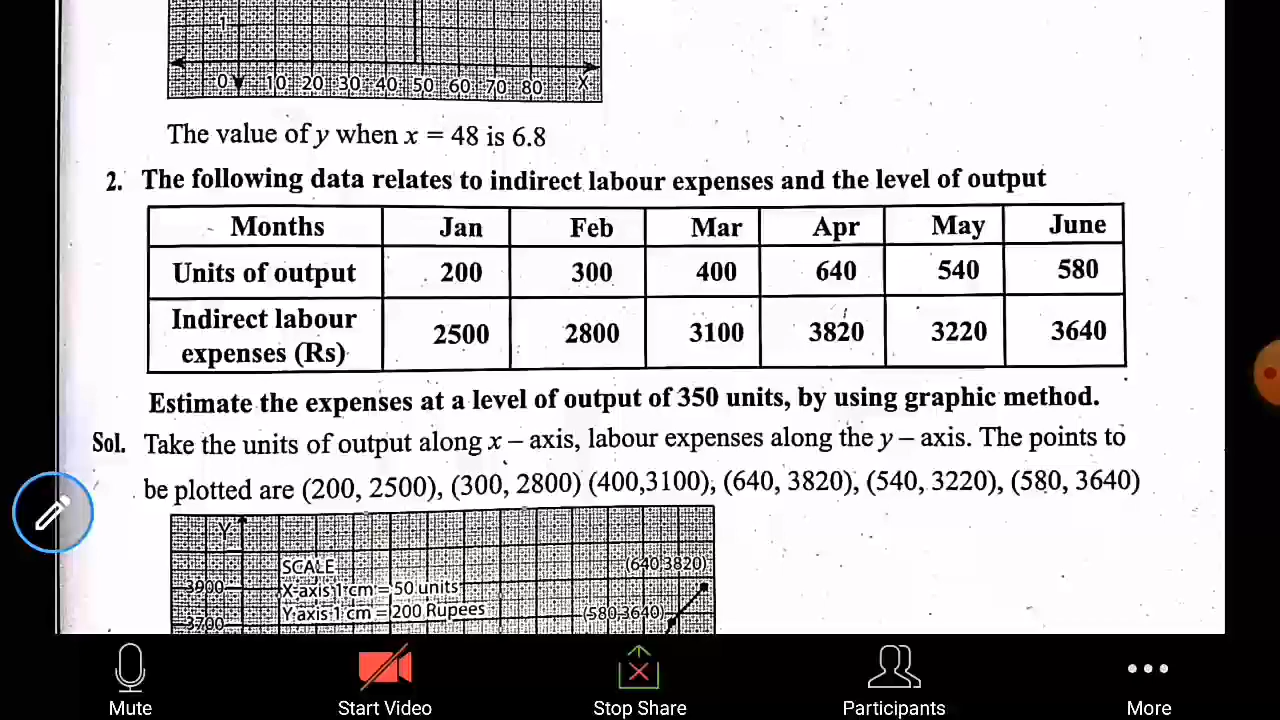 1
0 10 20 30 40 50 60 70 80 X
The value of y when x = 48 is 6.8
2. The following data relates to indirect labour expenses and the level of output
Months Jan Feb Mar Apr May June
Units of output 200 300 400 640 540 580
Indirect labour expenses (Rs) 2500 2800 3100 3820 3220 3640
Estimate the expenses at a level of output of 350 units, by using graphic method.
Sol. Take the units of output along x – axis, labour expenses along the y – axis. The points to
be plotted are (200, 2500), (300, 2800) (400,3100), (640, 3820), (540, 3220), (580, 3640)
Y
SCALE (640,3820)
3900 X-axis 1 cm = 50 units
Y axis 1 cm = 200 Rupees (580,3640)
3700
Mute Start Video Stop Share Participants More